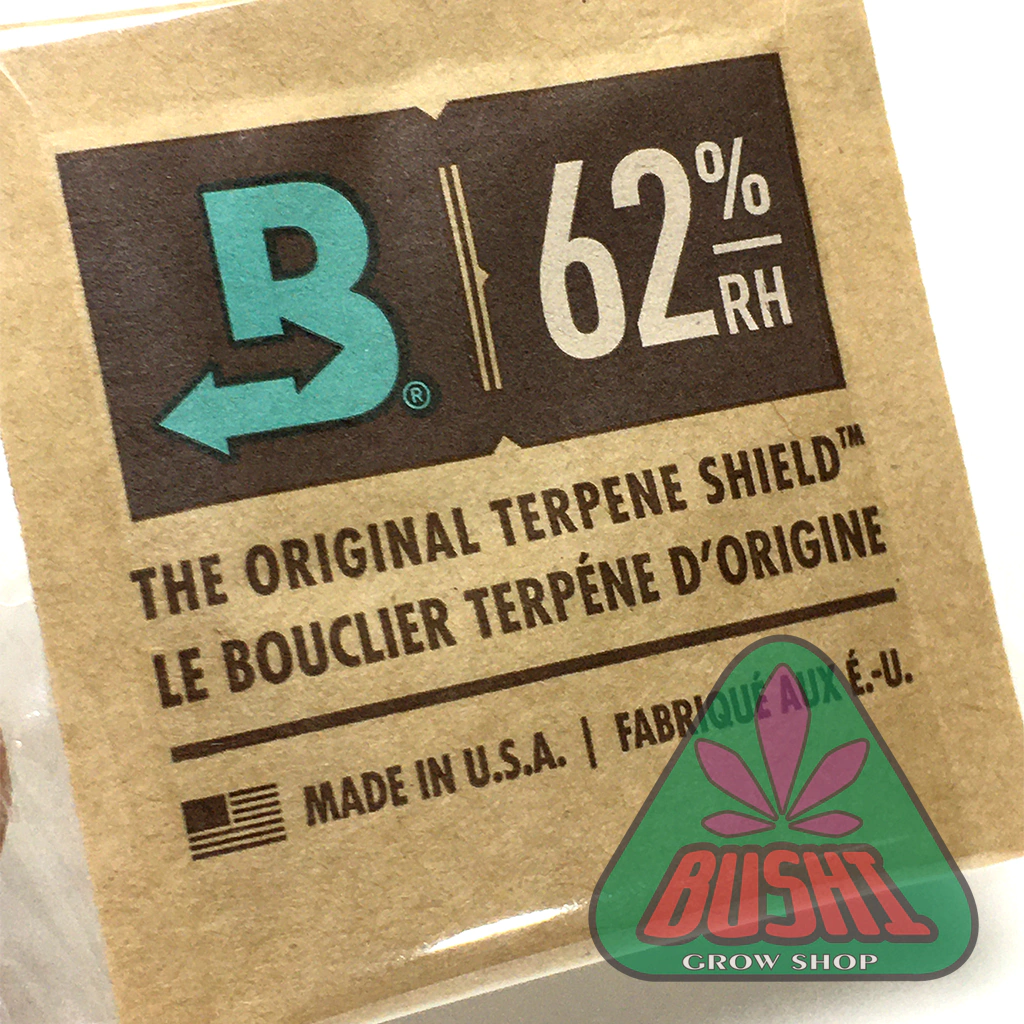 B®
62%
RH
THE ORIGINAL TERPENE SHIELD™
LE BOUCLIER TERPÉNE D'ORIGINE
MADE IN U.S.A. | FABRIQUÉ AUX É.-U.
BUSHI
GROW SHOP